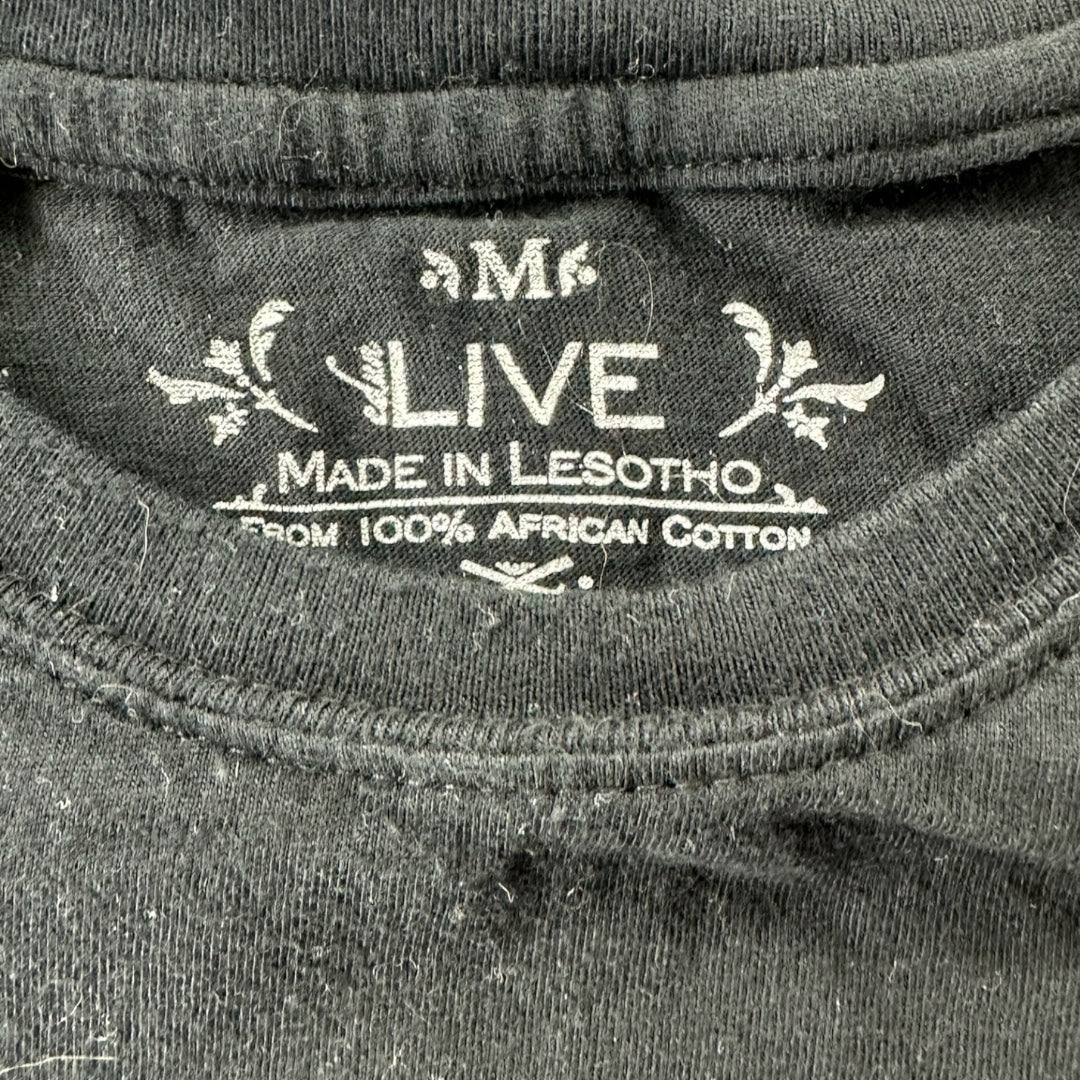 M
LIVE
MADE IN LESOTHO
FROM 100% AFRICAN COTTON